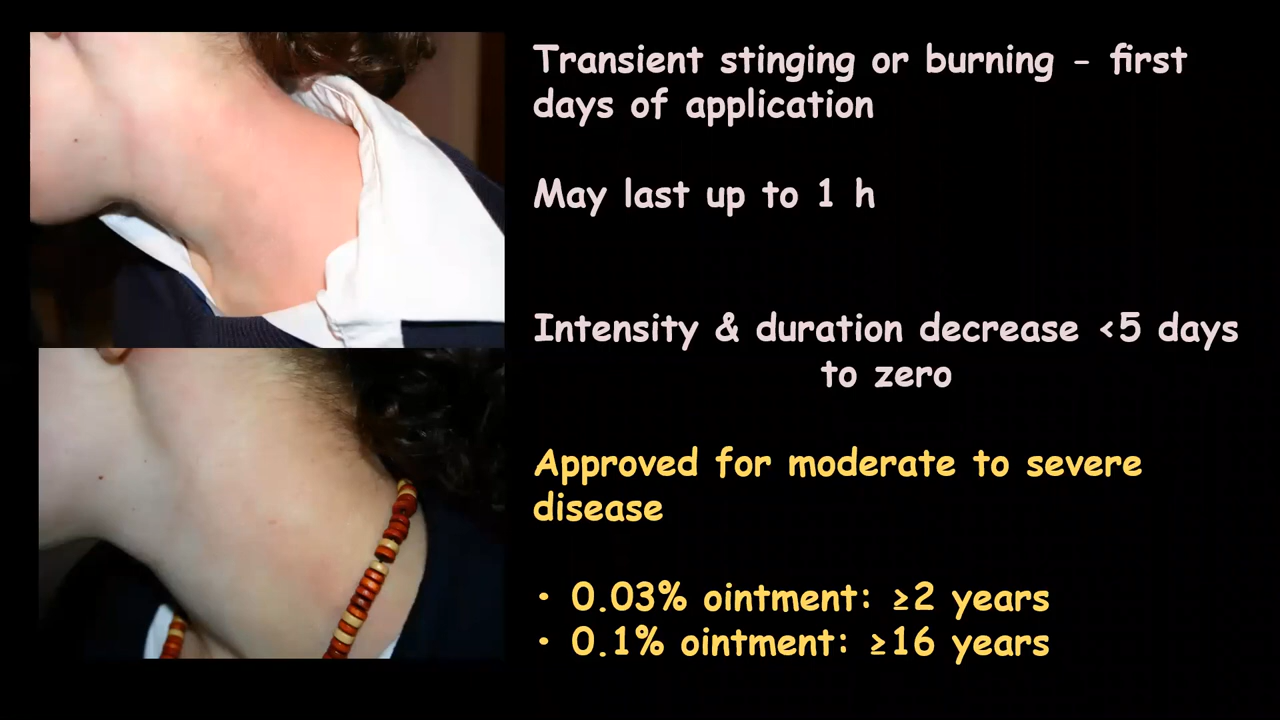 Transient stinging or burning - first
days of application
May last up to 1 h
Intensity & duration decrease <5 days
to zero
Approved for moderate to severe
disease
• 0.03% ointment: ≥2 years
• 0.1% ointment: ≥16 years